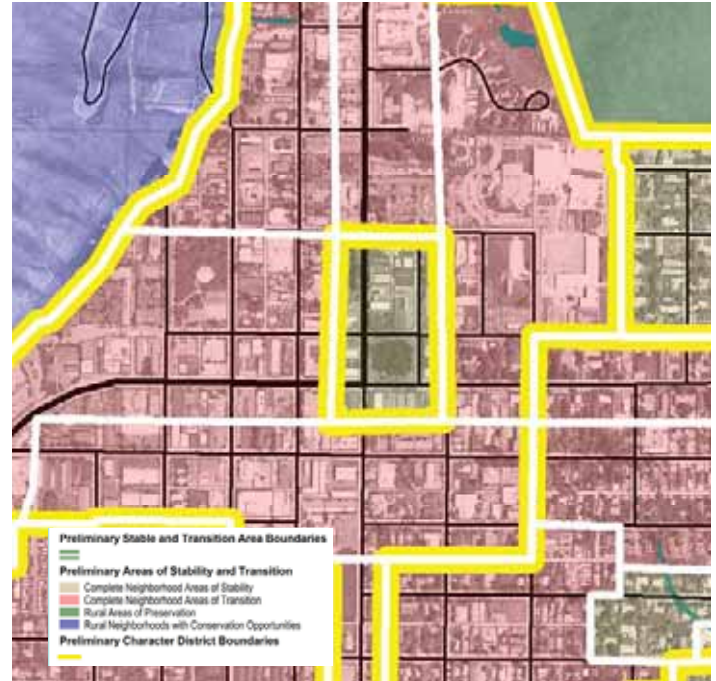 Preliminary Stable and Transition Area Boundaries
Preliminary Areas of Stability and Transition
Complete Neighborhood Areas of Stability
Complete Neighborhood Areas of Transition
Rural Areas of Preservation
Rural Neighborhoods with Conservation Opportunities
Preliminary Character District Boundaries